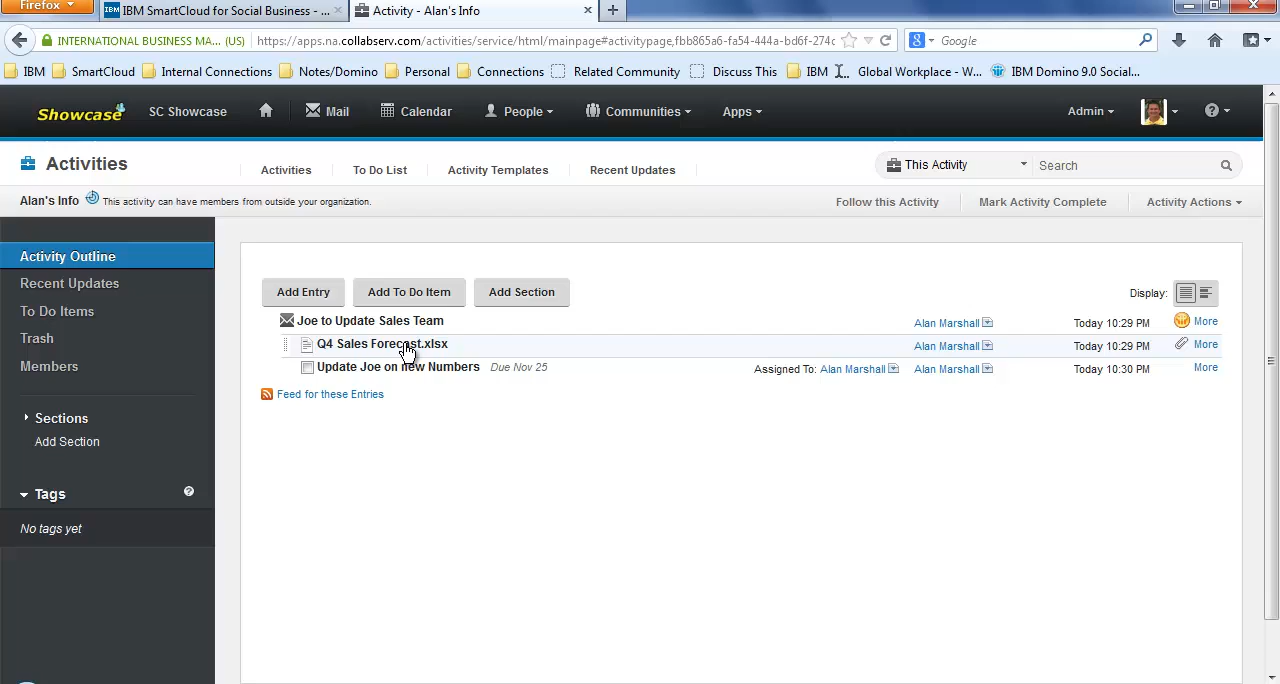 Firefox
IBM IBM SmartCloud for Social Business - ... ×
Activity - Alan's Info ×
INTERNATIONAL BUSINESS MA... (US) https://apps.na.collabserv.com/activities/service/html/mainpage#activitypage,fbb865a6-fa54-444a-bd6f-274c Google
IBM SmartCloud Internal Connections Notes/Domino Personal Connections Related Community Disuss This IBM Global Workplace - W... IBM Domino 9.0 Social...
Showcase SC Showcase Mail Calendar People Communities Apps Admin ?
Activities Activities To Do List Activity Templates Recent Updates This Activity Search
Alan's Info This activity can have members from outside your organization. Follow this Activity Mark Activity Complete Activity Actions
Activity Outline
Recent Updates
To Do Items
Trash
Members
Sections
Add Section
Tags ?
No tags yet
Add Entry Add To Do Item Add Section Display:
Joe to Update Sales Team Alan Marshall Today 10:29 PM More
Q4 Sales Forecast.xlsx Alan Marshall Today 10:29 PM More
Update Joe on new Numbers Due Nov 25 Assigned To: Alan Marshall Alan Marshall Today 10:30 PM More
Feed for these Entries